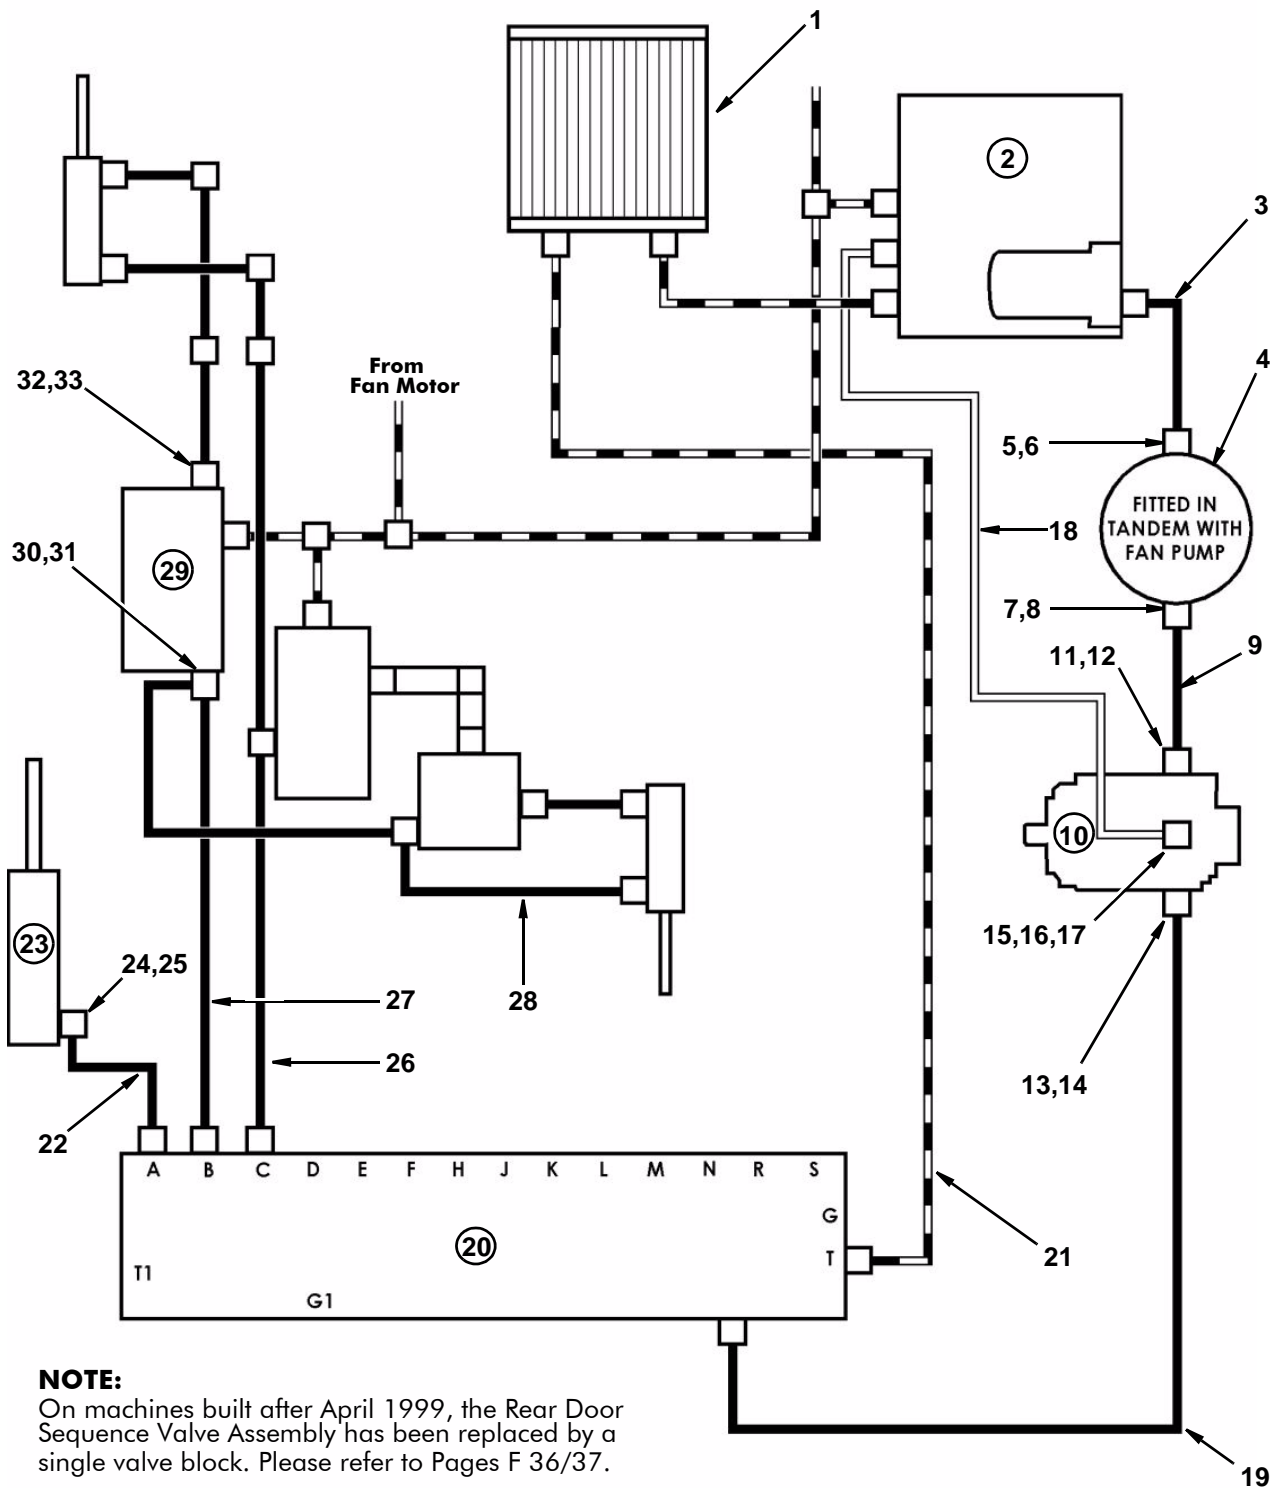 1
2
3
From
Fan Motor
4
32,33
5,6
FITTED IN
TANDEM WITH
FAN PUMP
18
30,31
29
7,8
11,12
9
10
15,16,17
23
24,25
27
28
26
13,14
22
A B C D E F H J K L M N R S
G
20
T
21
T1
G1
NOTE:
On machines built after April 1999, the Rear Door
Sequence Valve Assembly has been replaced by a
single valve block. Please refer to Pages F 36/37.
19